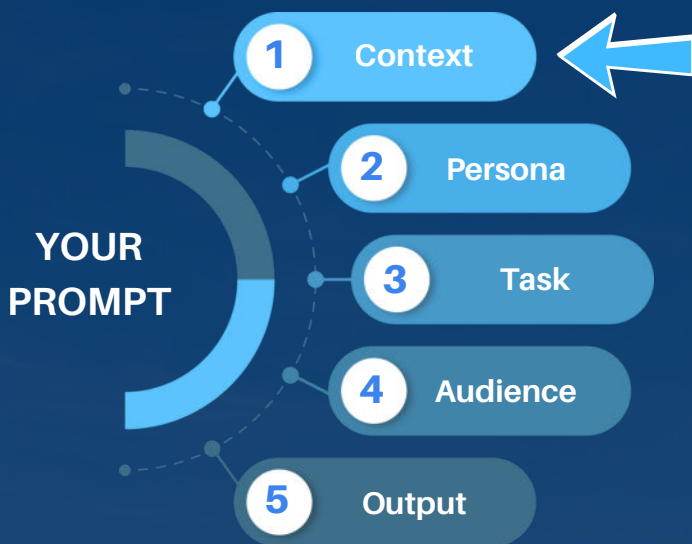 YOUR
PROMPT
1 Context
2 Persona
3 Task
4 Audience
5 Output